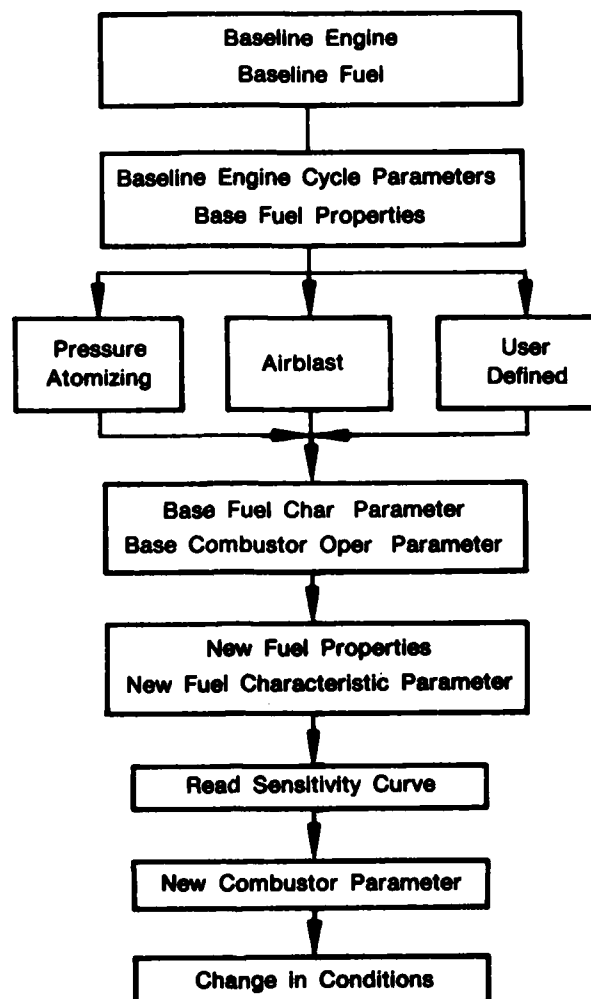 Baseline Engine
Baseline Fuel
Baseline Engine Cycle Parameters
Base Fuel Properties
Pressure
Atomizing
Airblast
User
Defined
Base Fuel Char Parameter
Base Combustor Oper Parameter
New Fuel Properties
New Fuel Characteristic Parameter
Read Sensitivity Curve
New Combustor Parameter
Change in Conditions